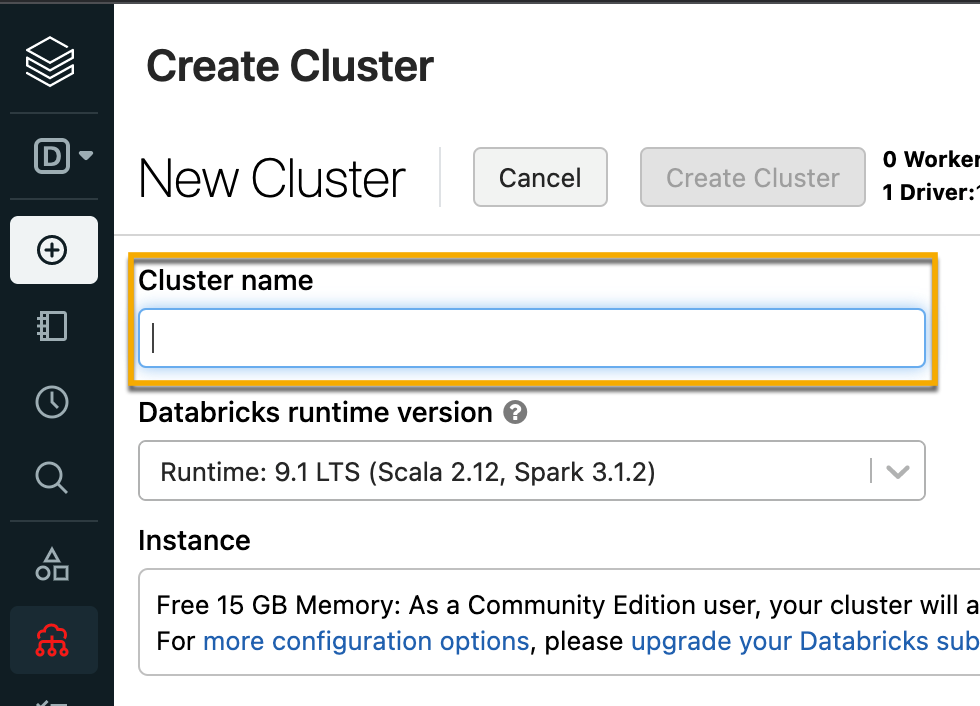 Create Cluster
D
New Cluster
Cancel
Create Cluster
0
1 Driver:
Cluster name
Databricks runtime version ?
Runtime: 9.1 LTS (Scala 2.12, Spark 3.1.2)
Instance
Free 15 GB Memory: As a Community Edition user, your cluster will
For more configuration options, please upgrade your Databricks